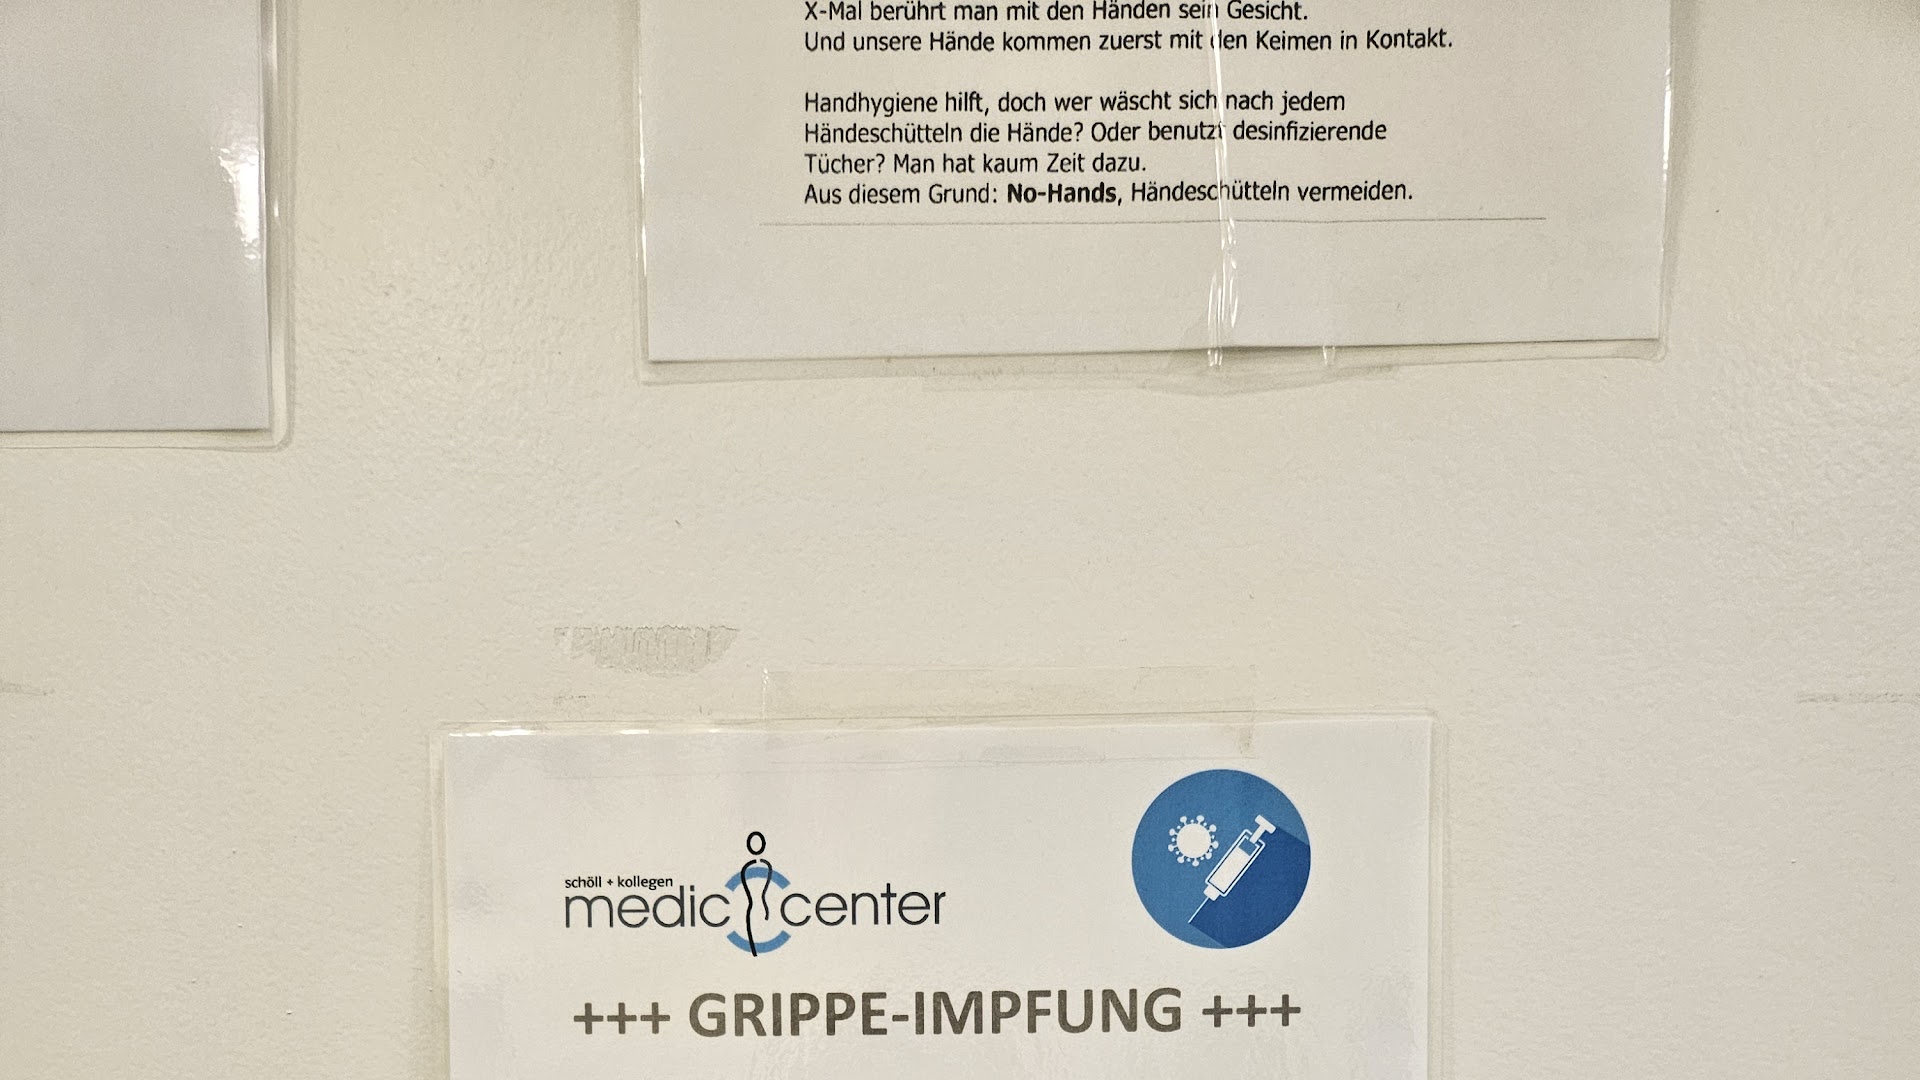 X-Mal berührt man mit den Händen sein Gesicht.
Und unsere Hände kommen zuerst mit den Keimen in Kontakt.
Handhygiene hilft, doch wer wäscht sich nach jedem
Händeschütteln die Hände? Oder benutzt desinfizierende
Tücher? Man hat kaum Zeit dazu.
Aus diesem Grund: No-Hands, Händeschütteln vermeiden.
schöll + kollegen
medic center
+++ GRIPPE-IMPFUNG +++